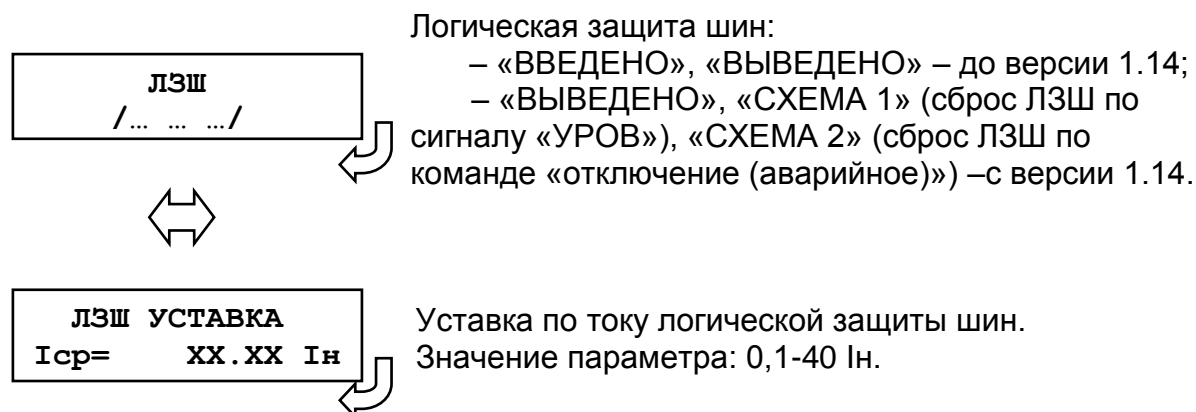 Логическая защита шин:
– «ВВЕДЕНО», «ВЫВЕДЕНО» – до версии 1.14;
– «ВЫВЕДЕНО», «СХЕМА 1» (сброс ЛЗШ по
сигналу «УРОВ»), «СХЕМА 2» (сброс ЛЗШ по
команде «отключение (аварийное)») –с версии 1.14.
ЛЗШ
/… … …/
ЛЗШ УСТАВКА
Iср= XX.XX Iн
Уставка по току логической защиты шин.
Значение параметра: 0,1-40 Iн.